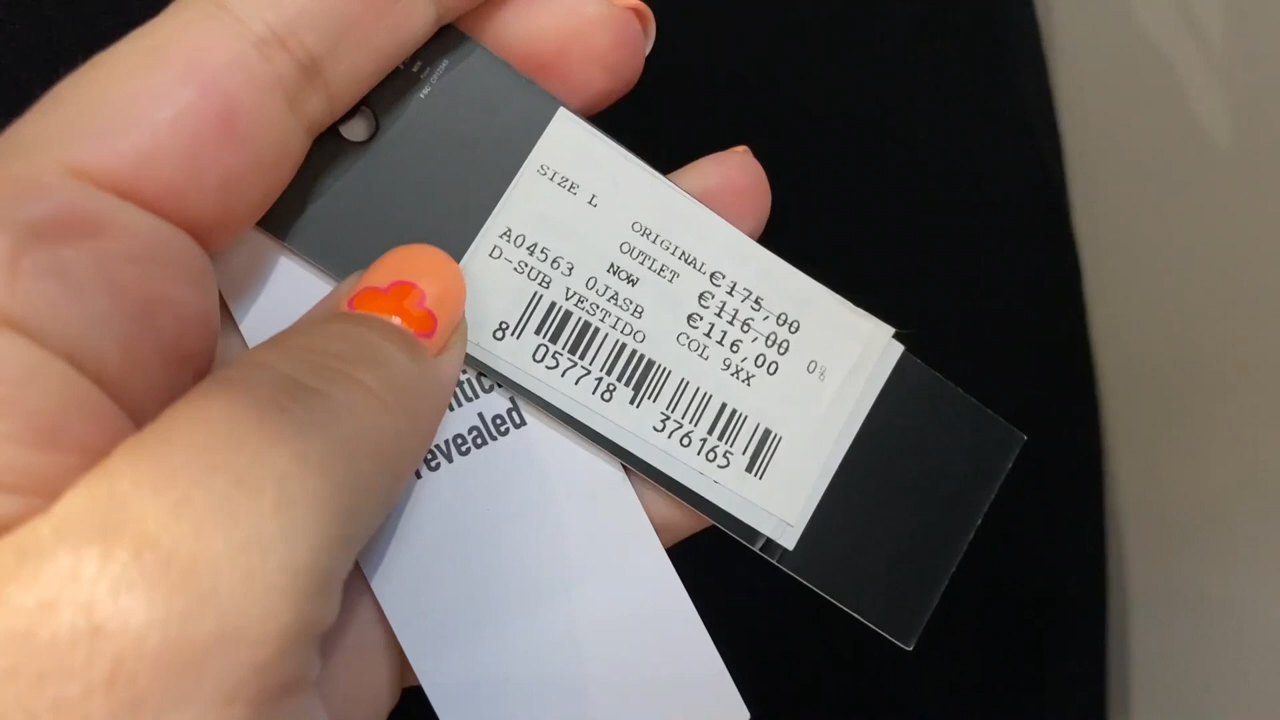 SIZE L
ORIGINAL €175,00
OUTLET €116,00
NOW €116,00
A04563 0JASB COL 9XX 08
D-SUB VESTIDO
8 057718 376165
revealed